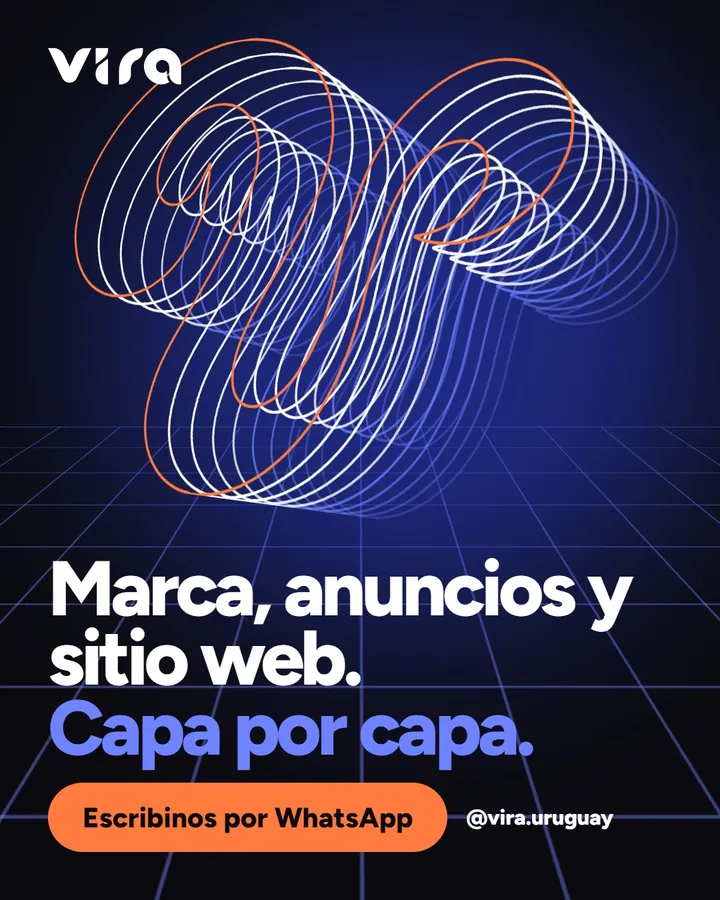 vira
Marca, anuncios y
sitio web.
Capa por capa.
Escribinos por WhatsApp
@vira.uruguay